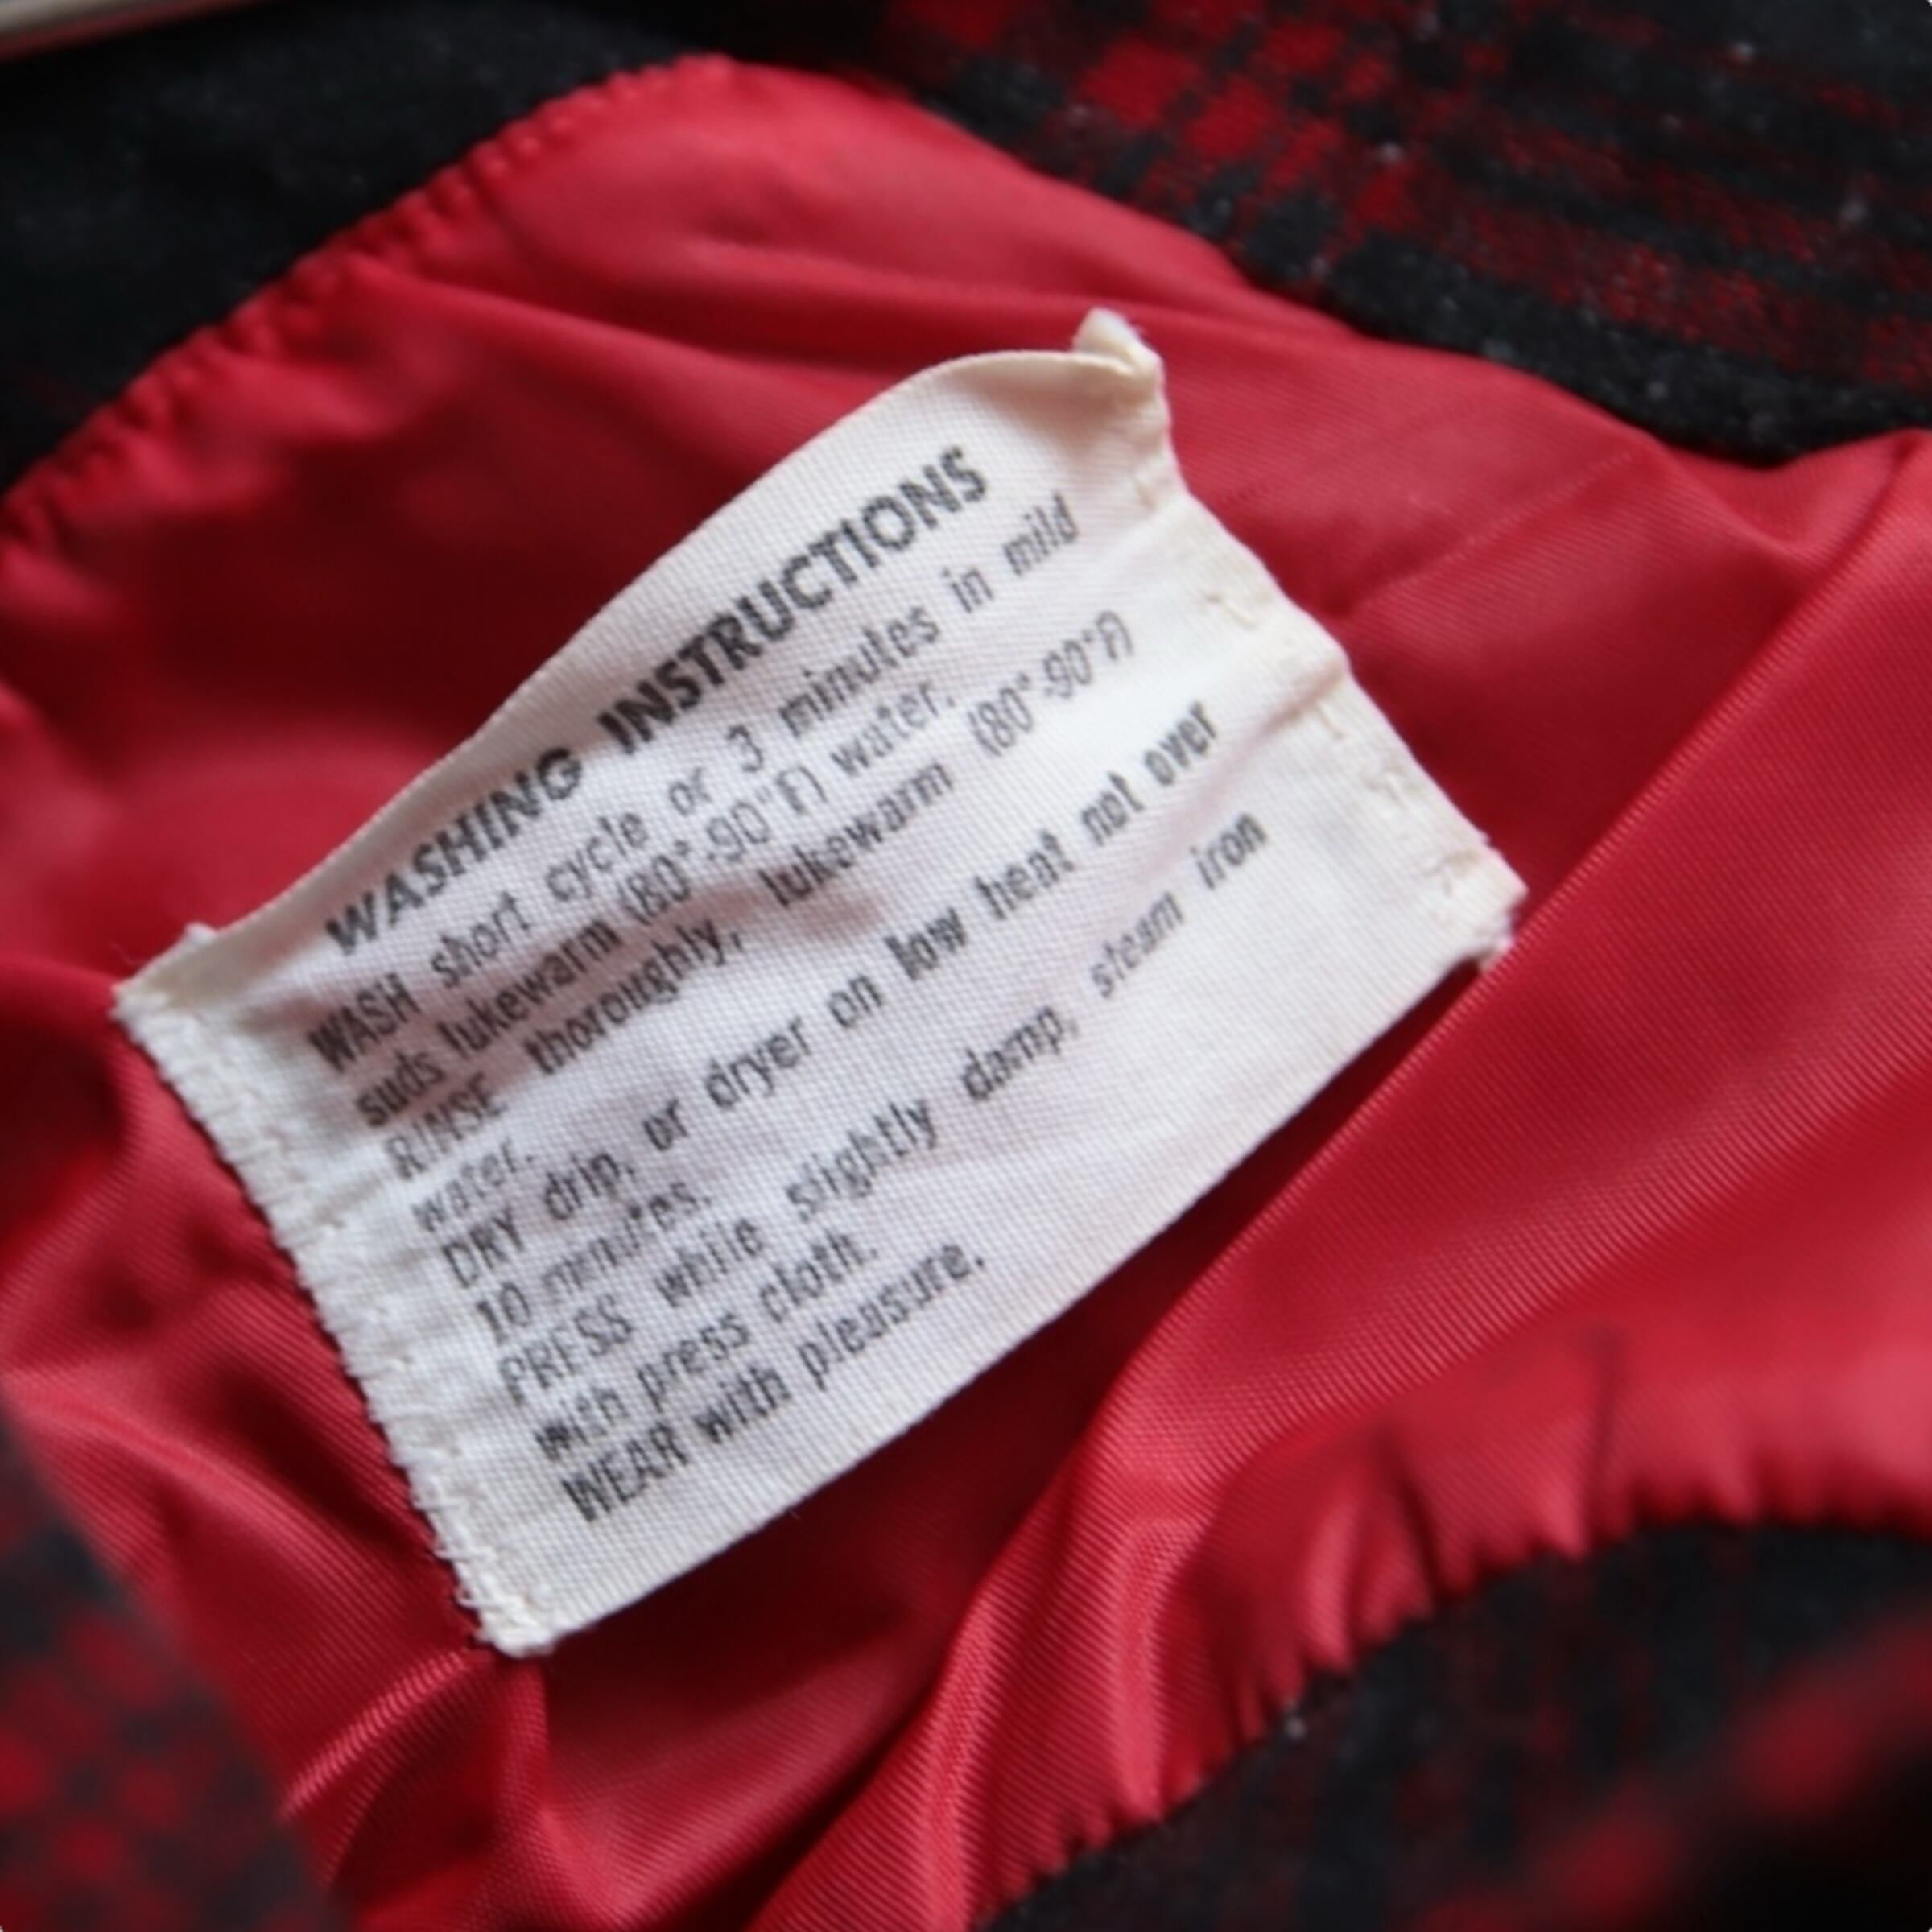 WASHING INSTRUCTIONS
WASH short cycle or 3 minutes in mild
suds lukewarm (80°-90°F) water.
RINSE thoroughly, lukewarm (80°-90°F)
water.
DRY drip, or dryer on low heat not over
10 minutes.
PRESS while slightly damp, steam iron
with press cloth.
WEAR with pleasure.